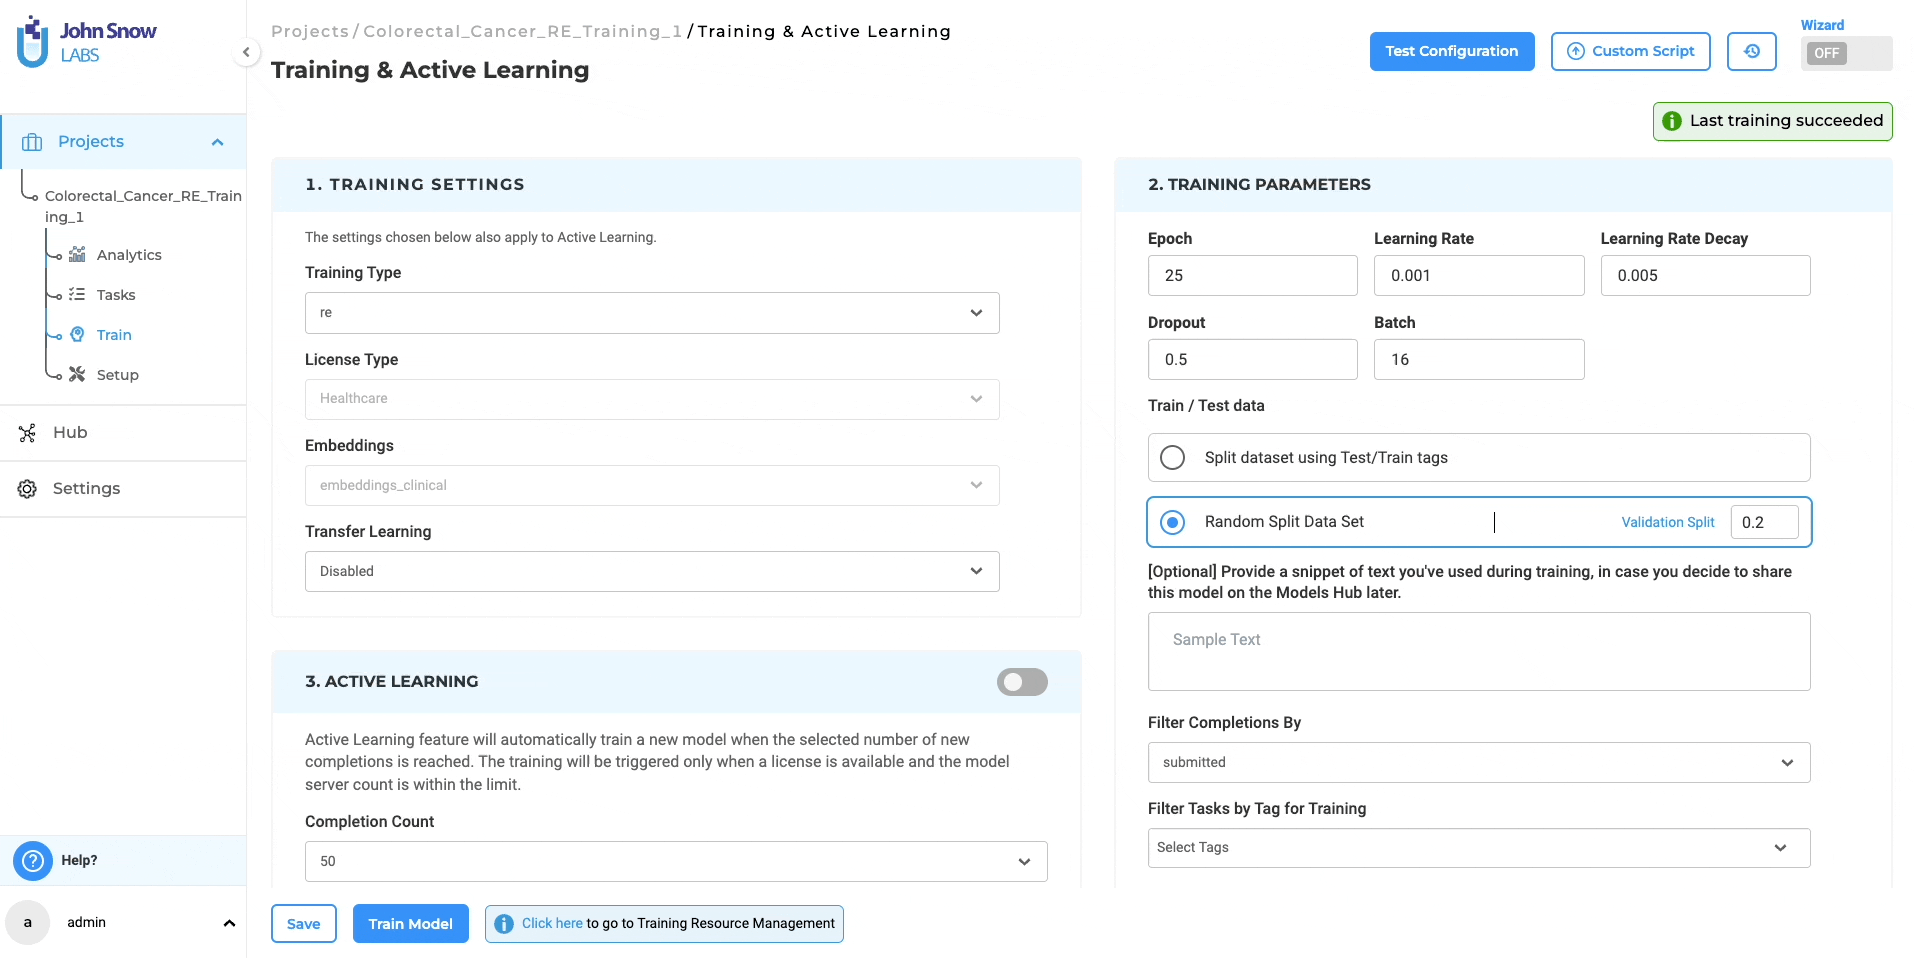 John Snow
LABS
Projects
Colorectal_Cancer_RE_Train
ing_1
Analytics
Tasks
Train
Setup
Hub
Settings
Help?
a
admin
Projects / Colorectal_Cancer_RE_Training_1 / Training & Active Learning
Training & Active Learning
Test Configuration
Custom Script
Wizard
OFF
Last training succeeded
1. TRAINING SETTINGS
The settings chosen below also apply to Active Learning.
Training Type
re
License Type
Healthcare
Embeddings
embeddings_clinical
Transfer Learning
Disabled
3. ACTIVE LEARNING
Active Learning feature will automatically train a new model when the selected number of new
completions is reached. The training will be triggered only when a license is available and the model
server count is within the limit.
Completion Count
50
2. TRAINING PARAMETERS
Epoch Learning Rate Learning Rate Decay
25 0.001 0.005
Dropout Batch
0.5 16
Train / Test data
Split dataset using Test/Train tags
Random Split Data Set Validation Split 0.2
[Optional] Provide a snippet of text you've used during training, in case you decide to share
this model on the Models Hub later.
Sample Text
Filter Completions By
submitted
Filter Tasks by Tag for Training
Select Tags
Save
Train Model
Click here to go to Training Resource Management